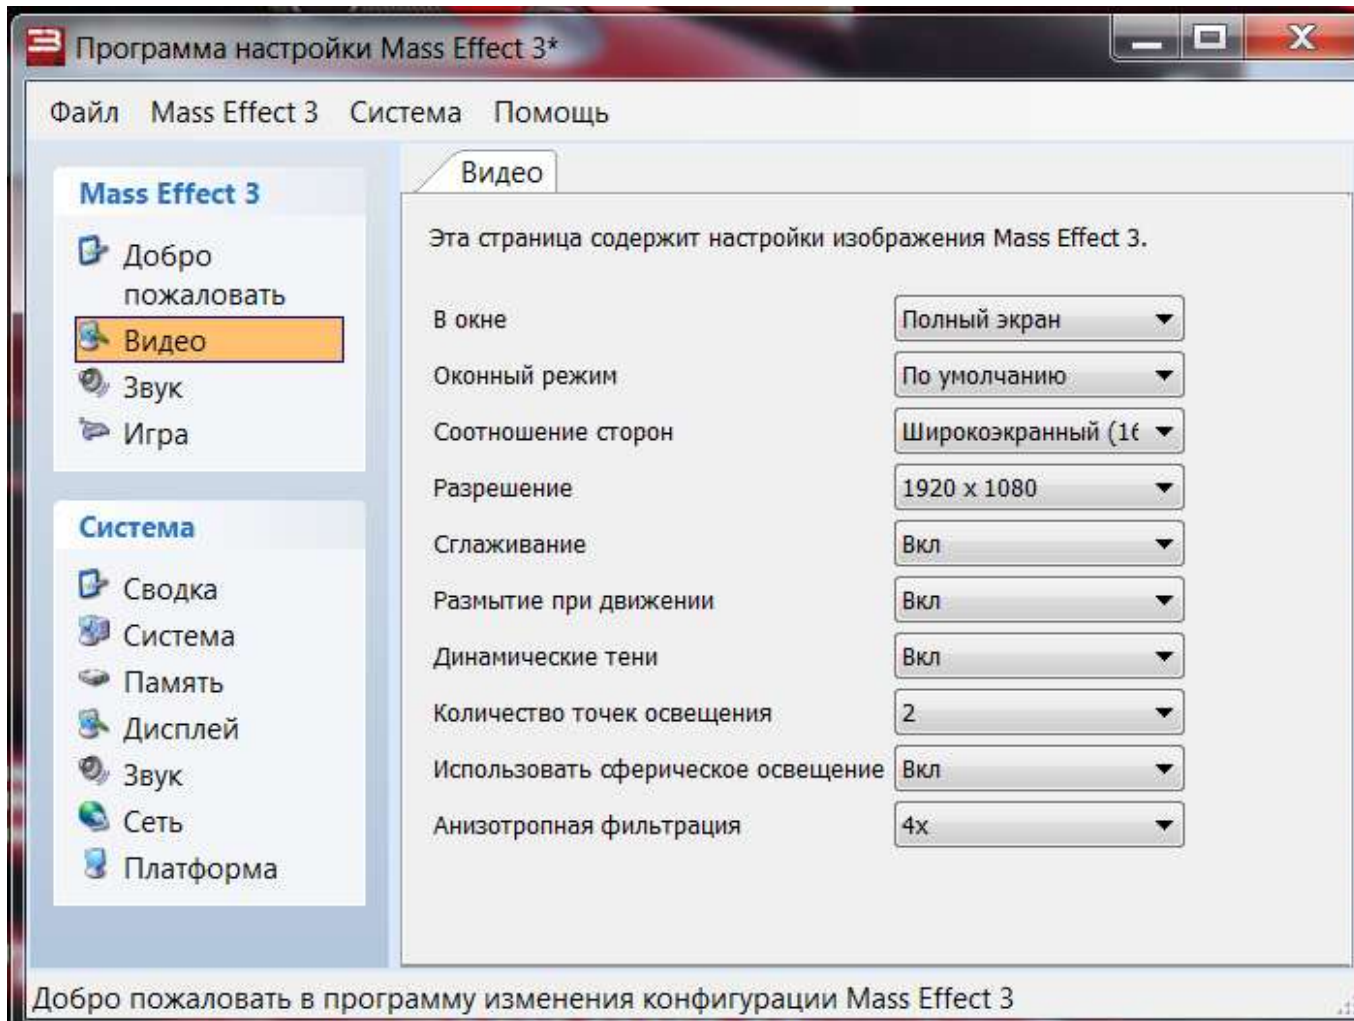 Программа настройки Mass Effect 3*
Файл Mass Effect 3 Система Помощь
Mass Effect 3
Добро
пожаловать
Видео
Звук
Игра
Система
Сводка
Система
Память
Дисплей
Звук
Сеть
Платформа
Видео
Эта страница содержит настройки изображения Mass Effect 3.
В окне Полный экран
Оконный режим По умолчанию
Соотношение сторон Широкоэкранный (16
Разрешение 1920 x 1080
Сглаживание Вкл
Размытие при движении Вкл
Динамические тени Вкл
Количество точек освещения 2
Использовать сферическое освещение Вкл
Анизотропная фильтрация 4x
Добро пожаловать в программу изменения конфигурации Mass Effect 3